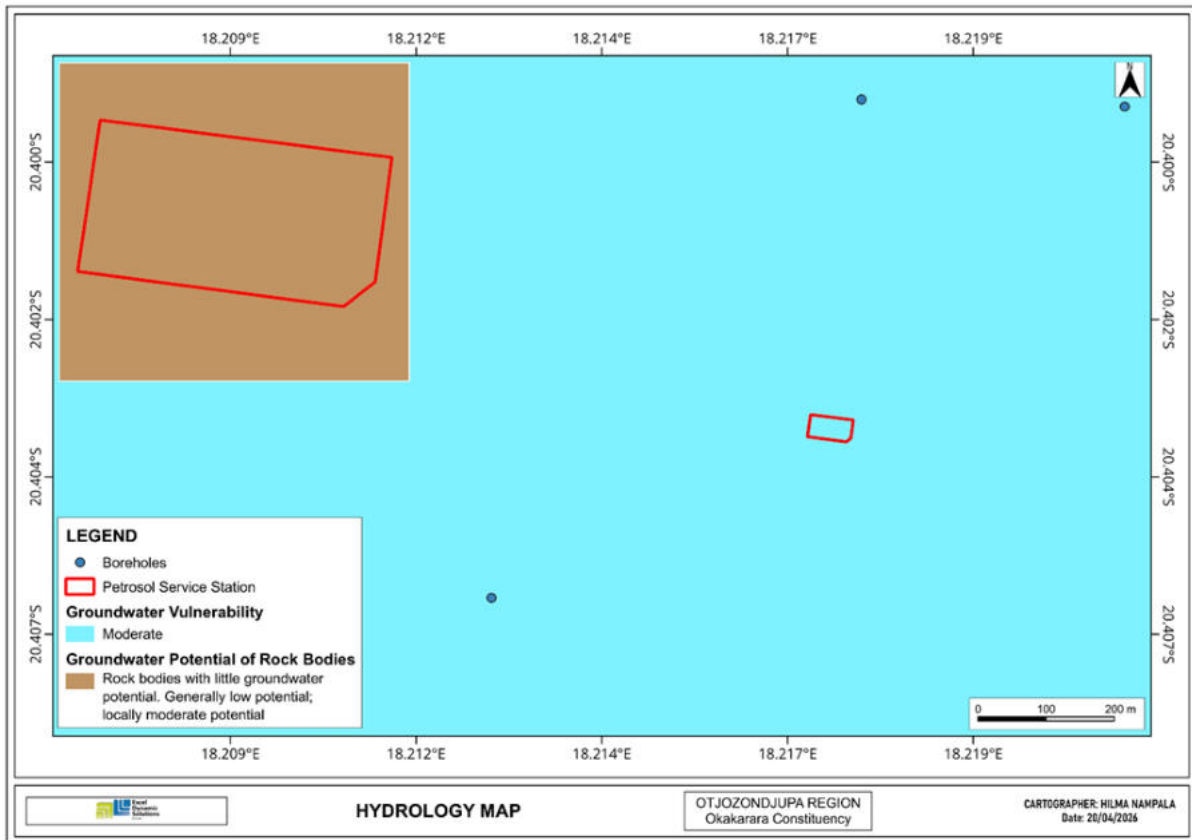 18.209°E 18.212°E 18.214°E 18.217°E 18.219°E
N
20.400°S 20.400°S
20.402°S 20.402°S
20.404°S 20.404°S
20.407°S 20.407°S
LEGEND
Boreholes
Petrosol Service Station
Groundwater Vulnerability
Moderate
Groundwater Potential of Rock Bodies
Rock bodies with little groundwater
potential. Generally low potential;
locally moderate potential
0 100 200 m
18.209°E 18.212°E 18.214°E 18.217°E 18.219°E
Excel
Dynamic
Solutions
HYDROLOGY MAP
OTJOZONDJUPA REGION
Okakarara Constituency
CARTOGRAPHER: HILMA NAMPALA
Date: 20/04/2026